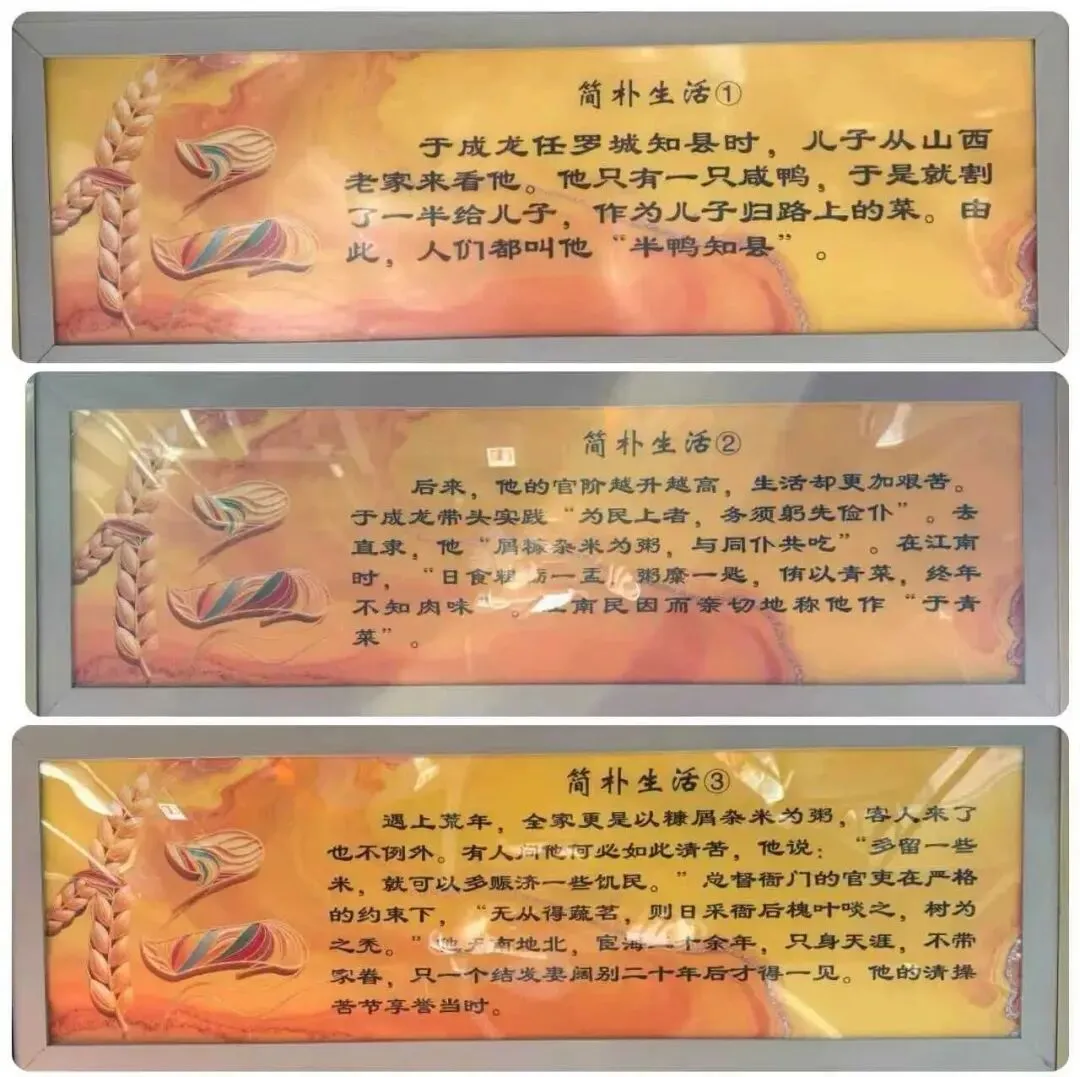 简朴生活①
于成龙任罗城知县时，儿子从山西
老家来看他。他只有一只咸鸭，于是就割
了一半给儿子，作为儿子归路上的菜。由
此，人们都叫他“半鸭知县”。
简朴生活②
后来，他的官阶越升越高，生活却更加艰苦。
于成龙带头实践“为民上者，务须躬先俭仆”。去
直隶，他“屑糠杂米为粥，与同仆共吃”。在江南
时，“日食粗粝一盂，粥糜一匙，侑以青菜，终年
不知肉味”。南民因而亲切地称他作“于青
菜”。
简朴生活③
遇上荒年，全家更是以糠屑杂米为粥，客人来了
也不例外。有人问他何必如此清苦，他说：“多留一些
米，就可以多赈济一些饥民。”总督衙门的官吏在严格
的约束下，“无从得蔬茗，则日采衙后槐叶啖之，树为
之秃。”他天南地北，宦海二十余年，只身天涯，不带
家眷，只一个结发妻阔别二十年后才得一见。他的清操
苦节享誉当时。